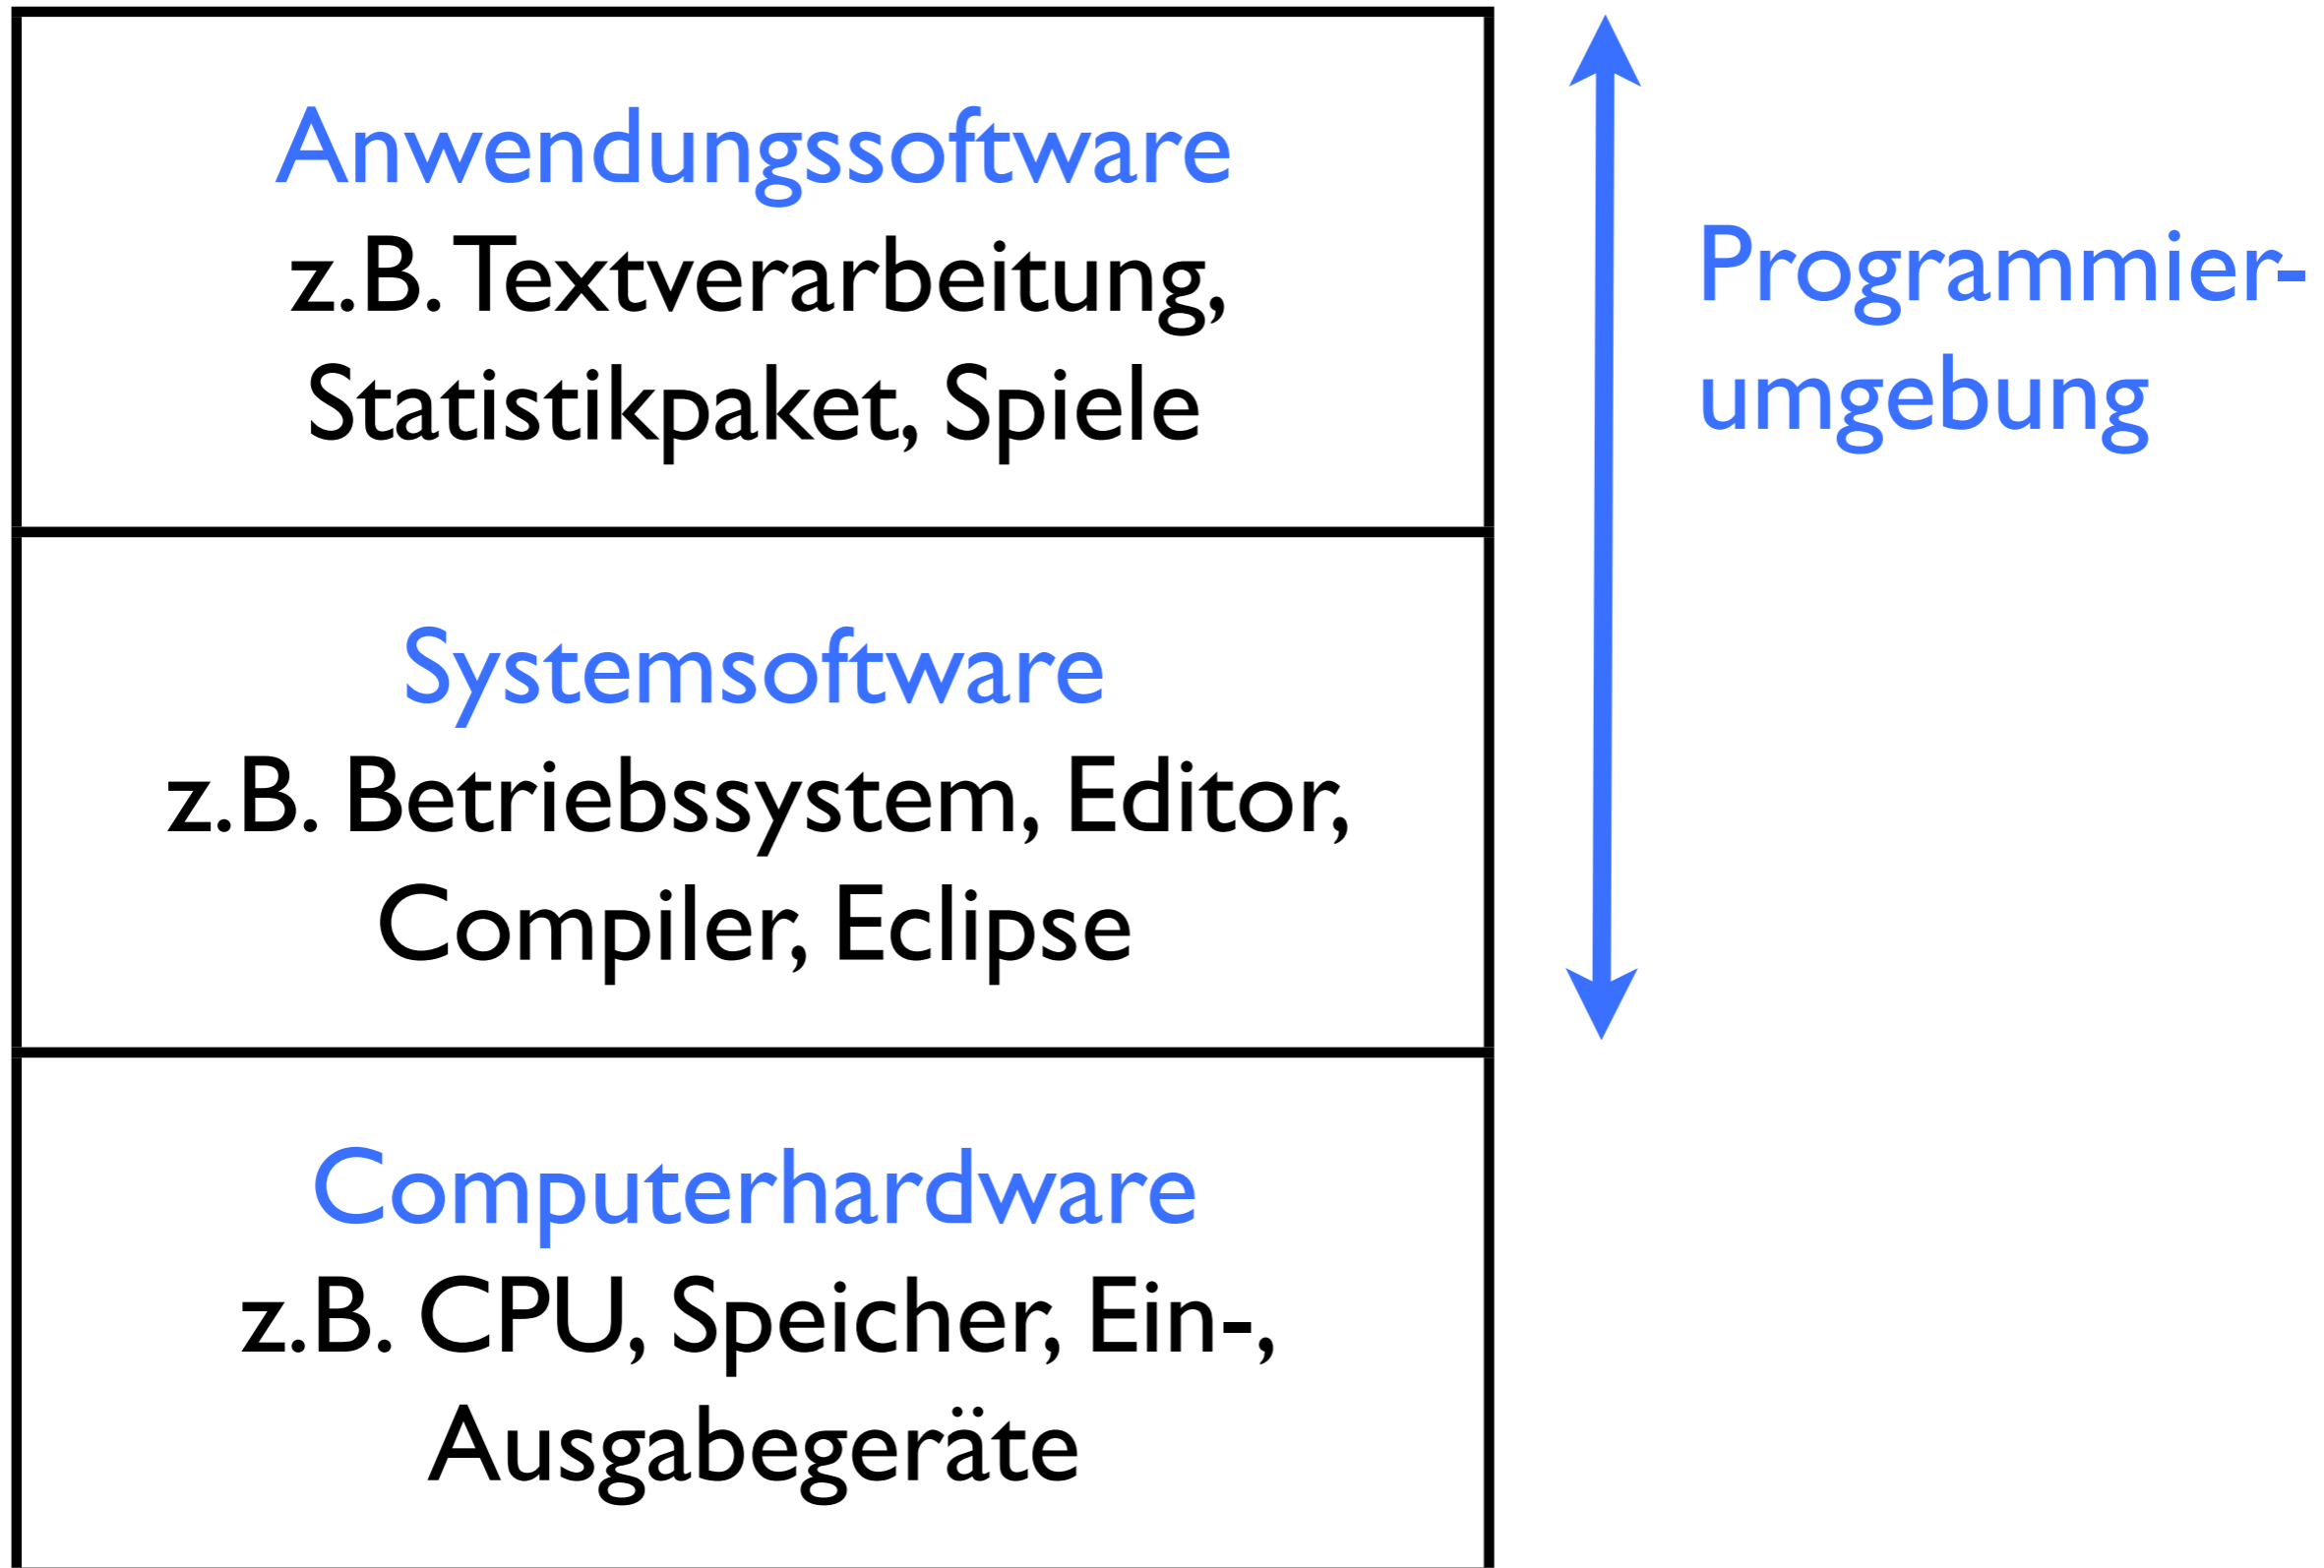 Anwendungssoftware
z.B. Textverarbeitung,
Statistikpaket, Spiele
Programmier-
umgebung
Systemsoftware
z.B. Betriebssystem, Editor,
Compiler, Eclipse
Computerhardware
z.B. CPU, Speicher, Ein-,
Ausgabegeräte